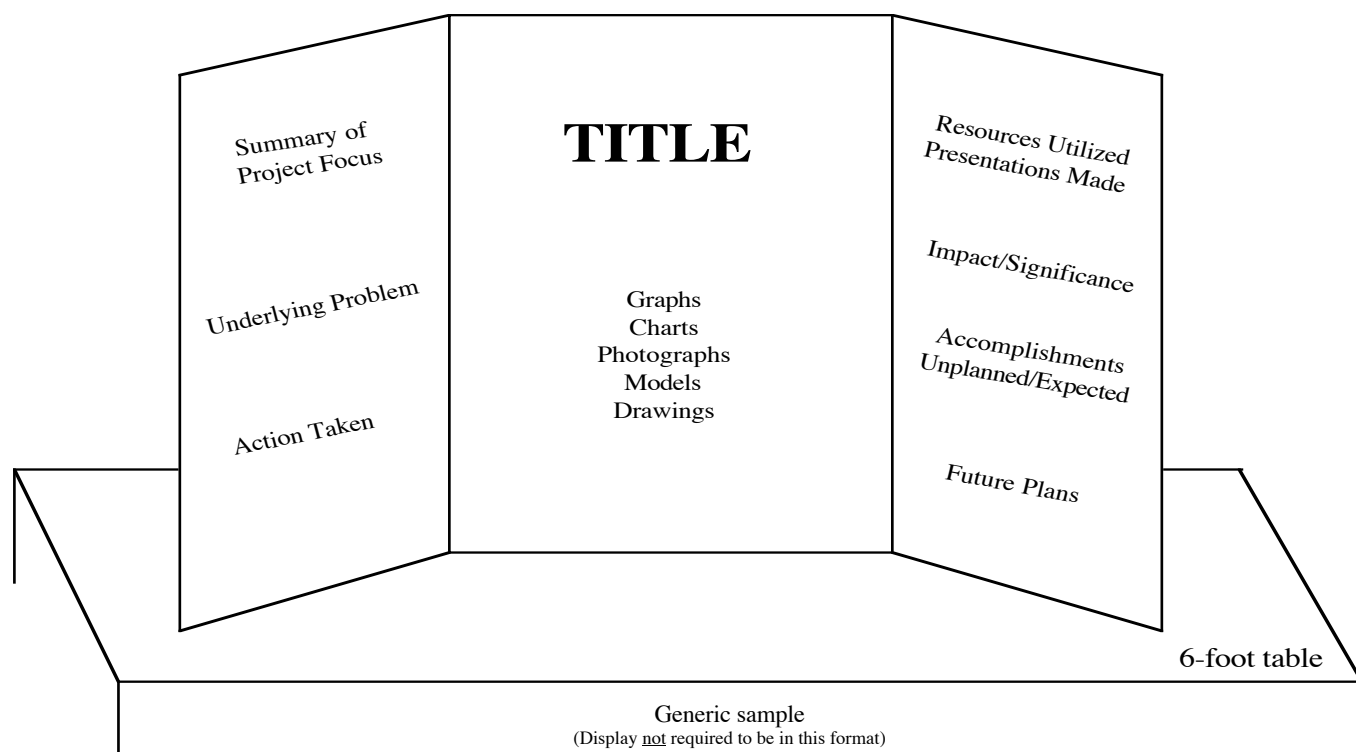 Summary of
Project Focus
Underlying Problem
Action Taken
TITLE
Graphs
Charts
Photographs
Models
Drawings
Resources Utilized
Presentations Made
Impact/Significance
Accomplishments
Unplanned/Expected
Future Plans
6-foot table
Generic sample
(Display not required to be in this format)